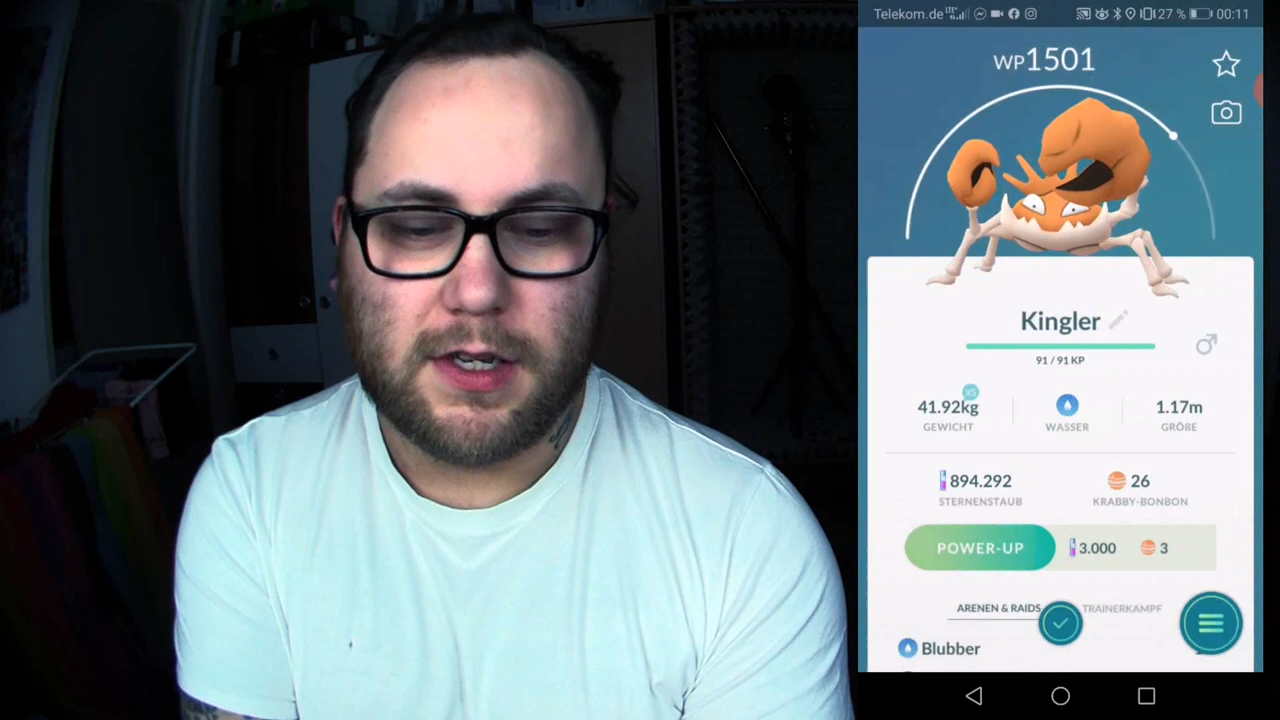 Telekom.de 27 % 00:11
WP1501
Kingler
91 / 91 KP
XS
41.92kg 1.17m
GEWICHT WASSER GRÖßE
894.292 26
STERNENSTAUB KRABBY-BONBON
POWER-UP 3.000 3
ARENEN & RAIDS TRAINERKAMPF
Blubber